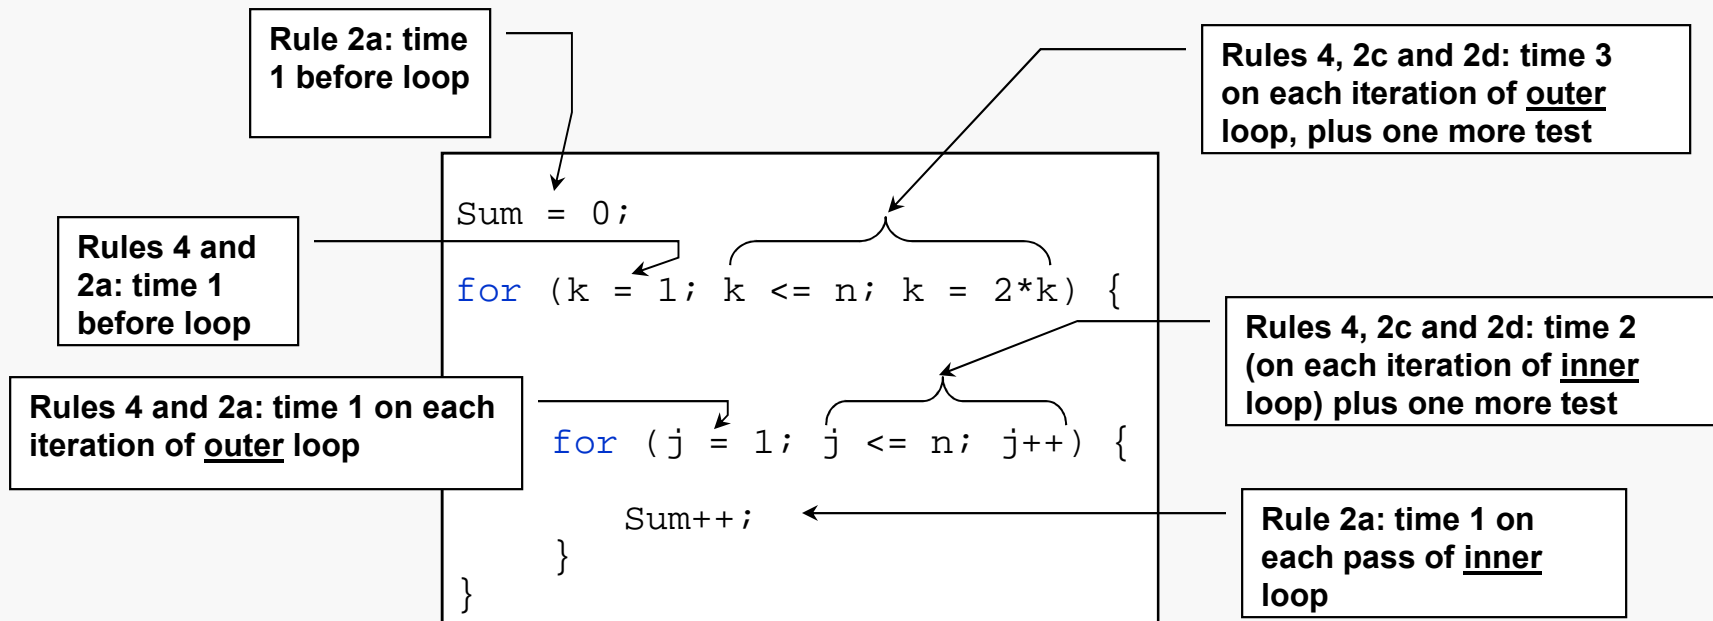 Rule 2a: time
1 before loop
Rules 4, 2c and 2d: time 3
on each iteration of outer
loop, plus one more test
Sum = 0;
Rules 4 and
2a: time 1
before loop
for (k = 1; k <= n; k = 2*k) {
Rules 4, 2c and 2d: time 2
(on each iteration of inner
loop) plus one more test
Rules 4 and 2a: time 1 on each
iteration of outer loop
for (j = 1; j <= n; j++) {
Sum++;
Rule 2a: time 1 on
each pass of inner
loop
}
}